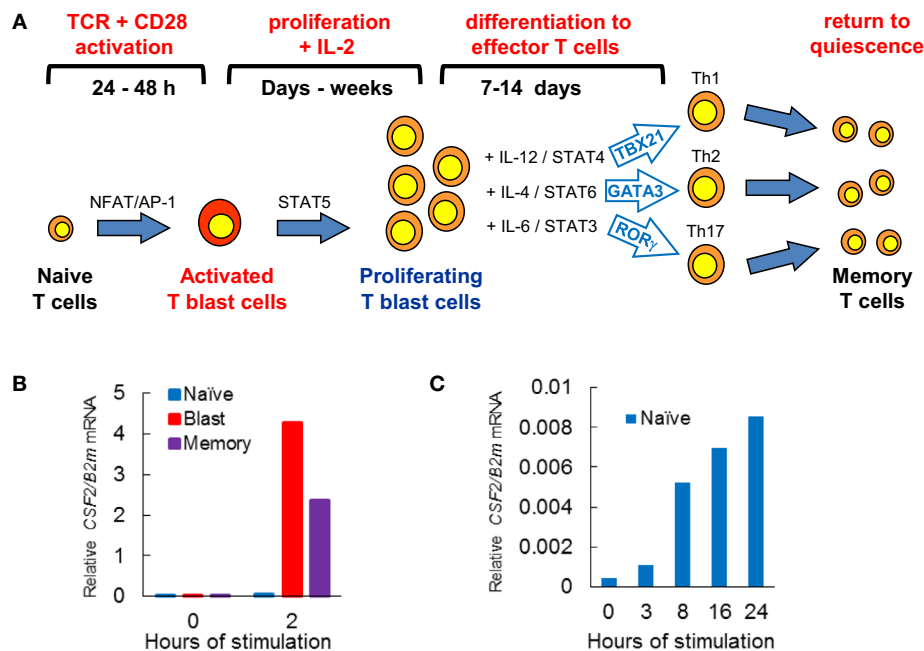 A
TCR + CD28
activation
proliferation
+ IL-2
differentiation to
effector T cells
return to
quiescence
24 - 48 h
Days - weeks
7-14 days
Th1
+ IL-12 / STAT4
TBX21
Th2
+ IL-4 / STAT6
GATA3
+ IL-6 / STAT3
RORγ
Th17
NFAT/AP-1
STAT5
Naive
T cells
Activated
T blast cells
Proliferating
T blast cells
Memory
T cells
B
Relative CSF2/B2m mRNA
5
4
3
2
1
0
Naïve
Blast
Memory
0 2
Hours of stimulation
C
Relative CSF2/B2m mRNA
0.01
0.008
0.006
0.004
0.002
0
Naïve
0 3 8 16 24
Hours of stimulation